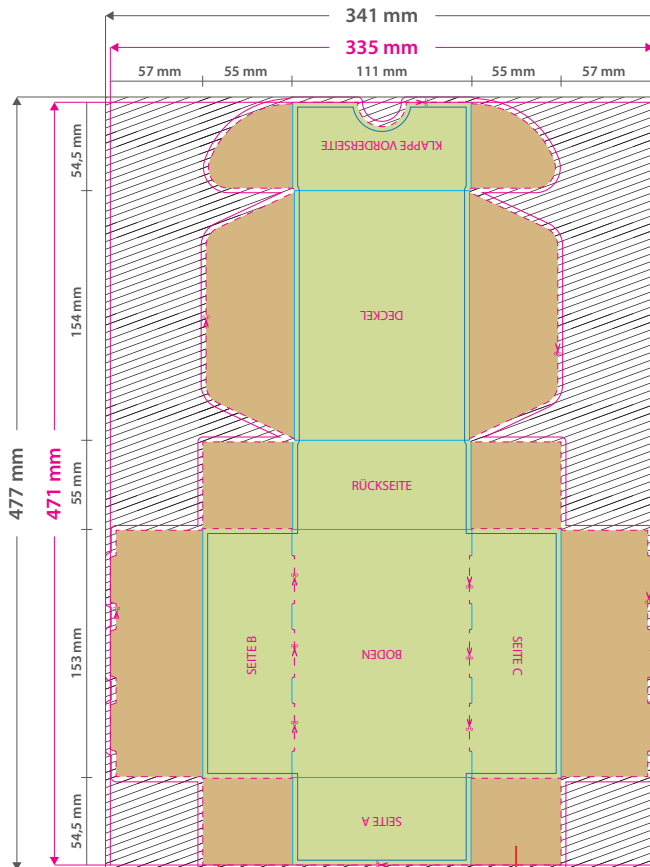 341 mm
335 mm
57 mm 55 mm 111 mm 55 mm 57 mm
477 mm
471 mm
54,5 mm
KLAPPE VORDERSEITE
154 mm
DECKEL
55 mm
RÜCKSEITE
153 mm
SEITE B
BODEN
SEITE C
54,5 mm
SEITE A